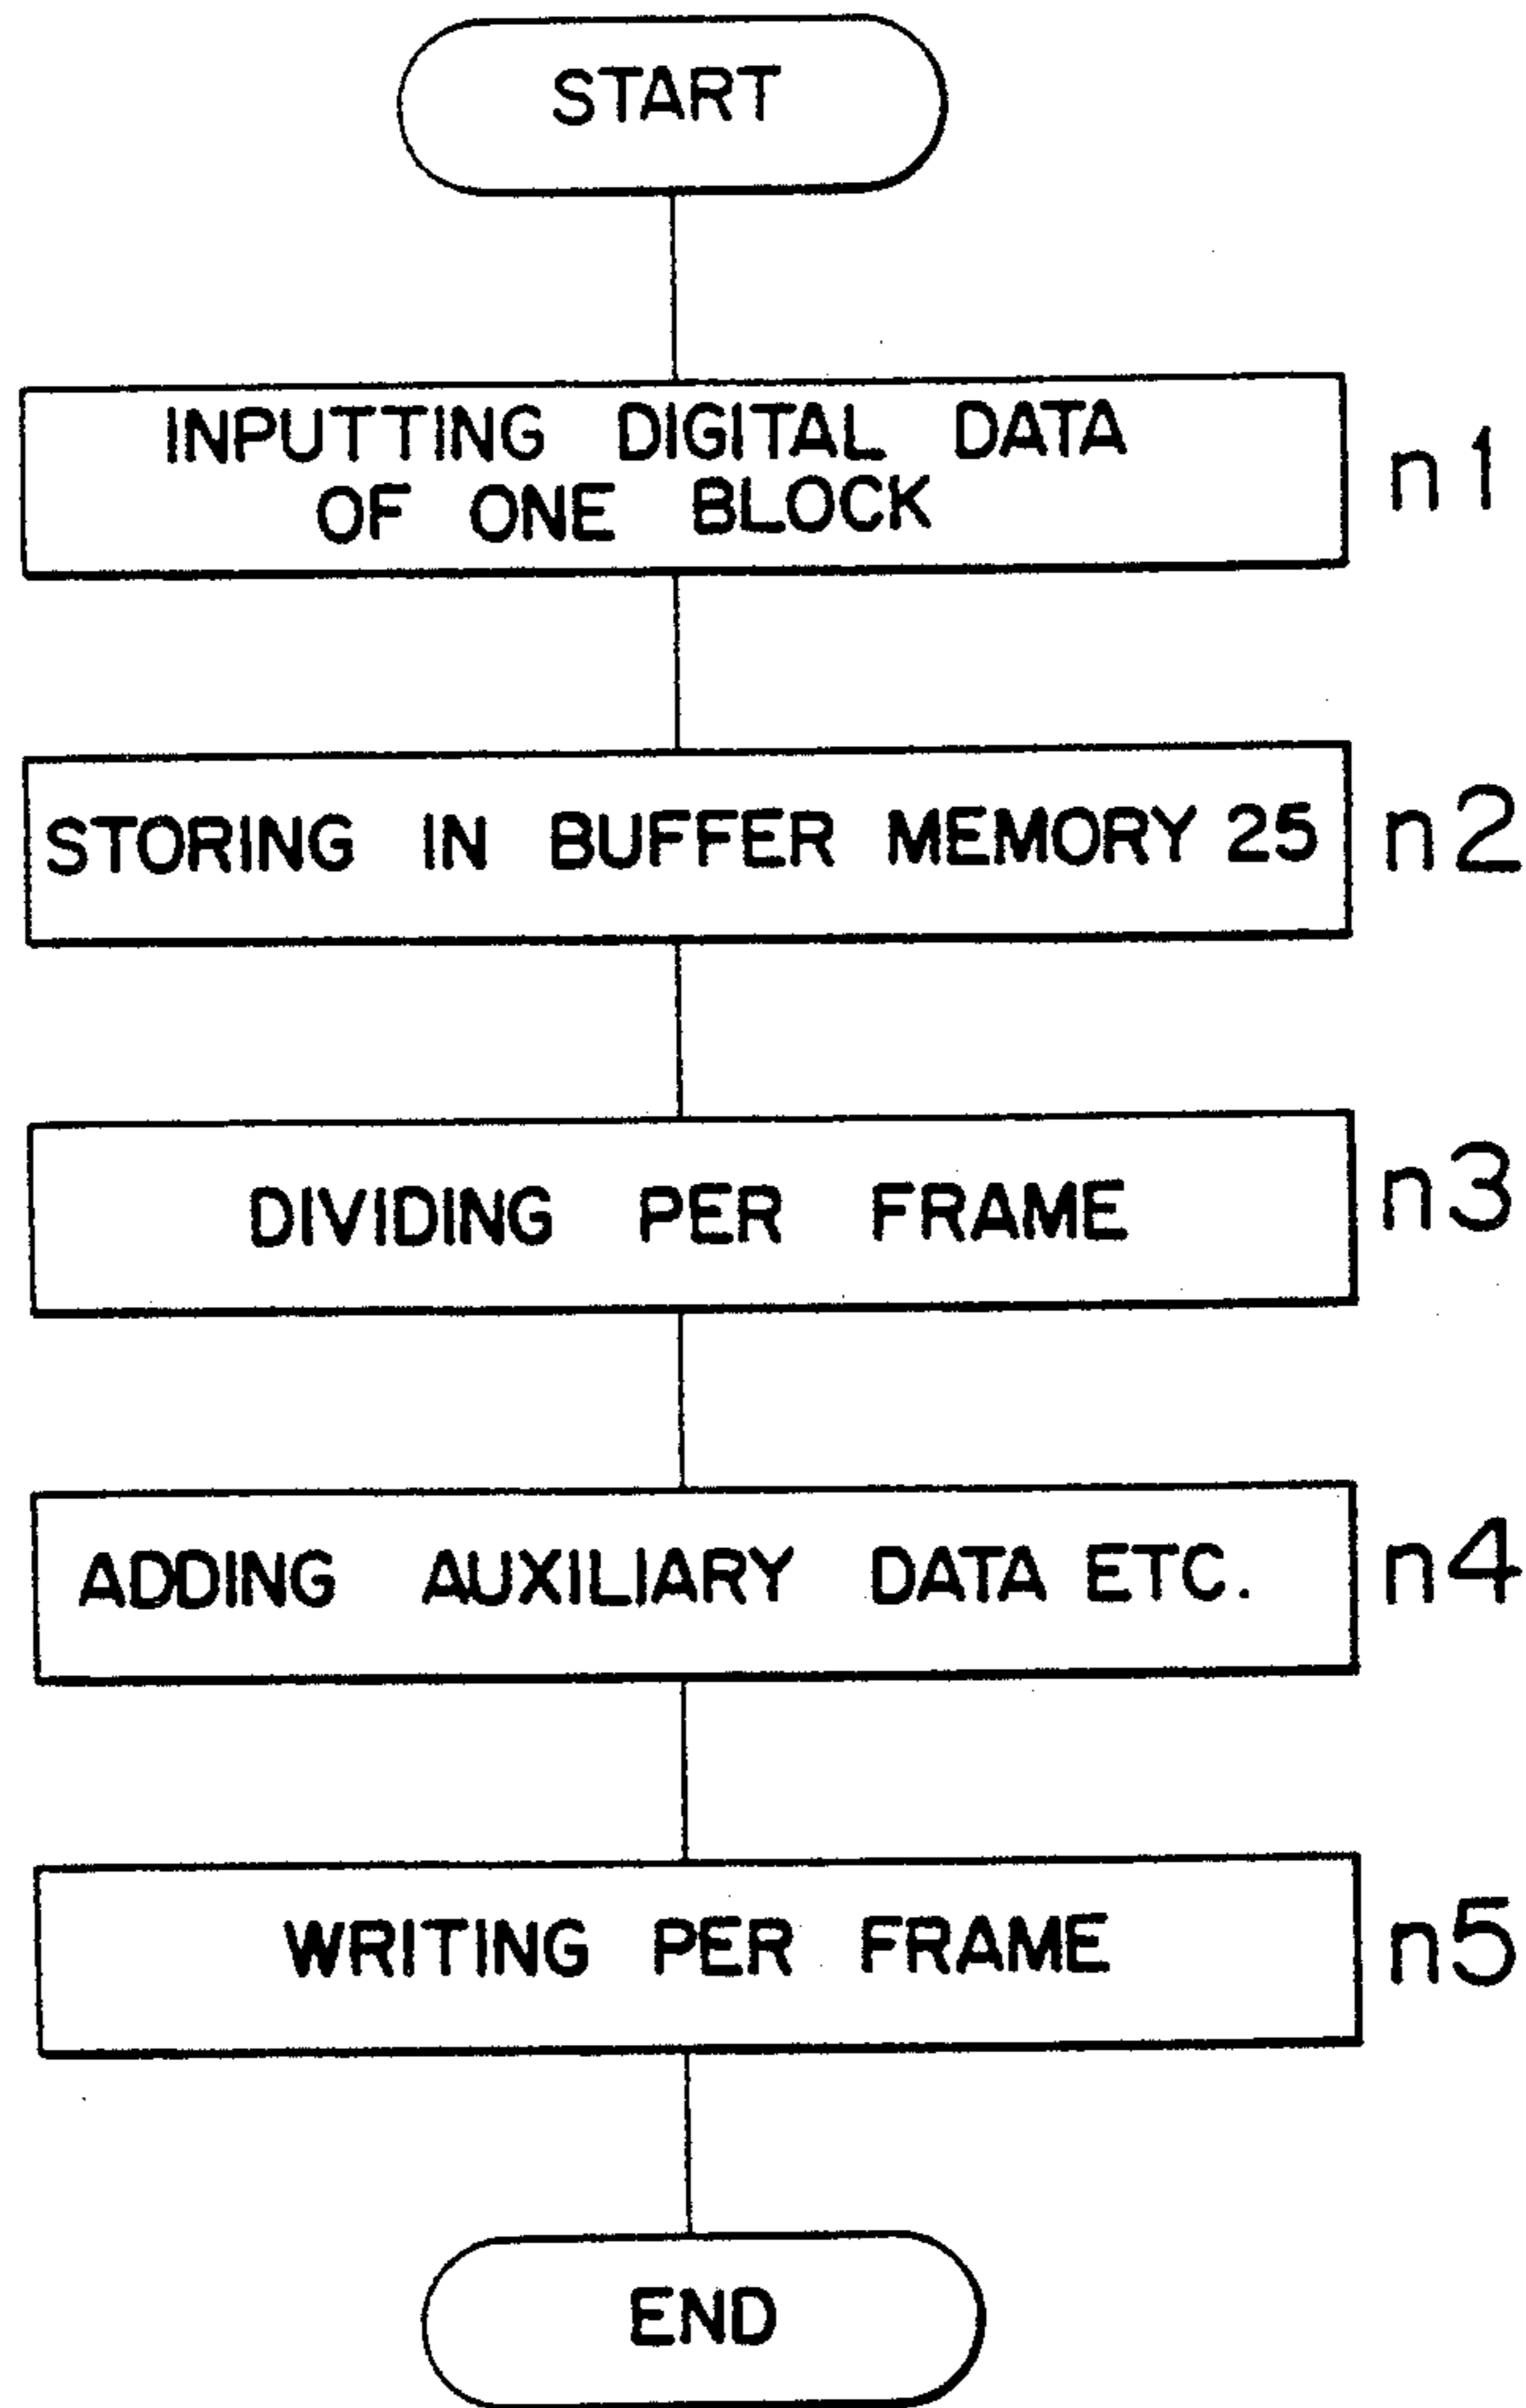 START
INPUTTING DIGITAL DATA
OF ONE BLOCK
n1
STORING IN BUFFER MEMORY 25
n2
DIVIDING PER FRAME
n3
ADDING AUXILIARY DATA ETC.
n4
WRITING PER FRAME
n5
END